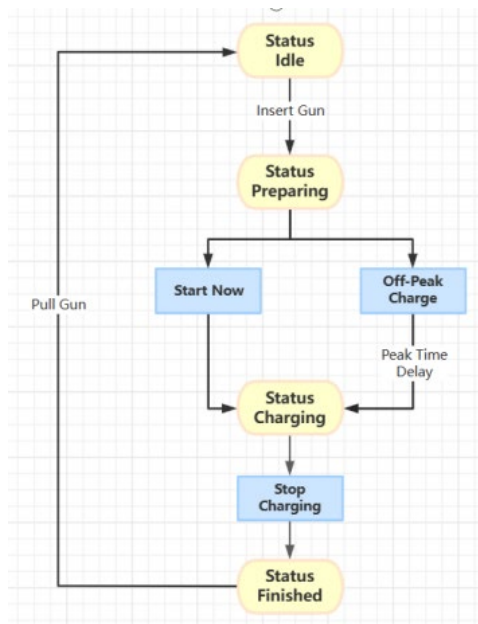 Status
Idle
Insert Gun
Status
Preparing
Start Now
Off-Peak
Charge
Pull Gun
Peak Time
Delay
Status
Charging
Stop
Charging
Status
Finished